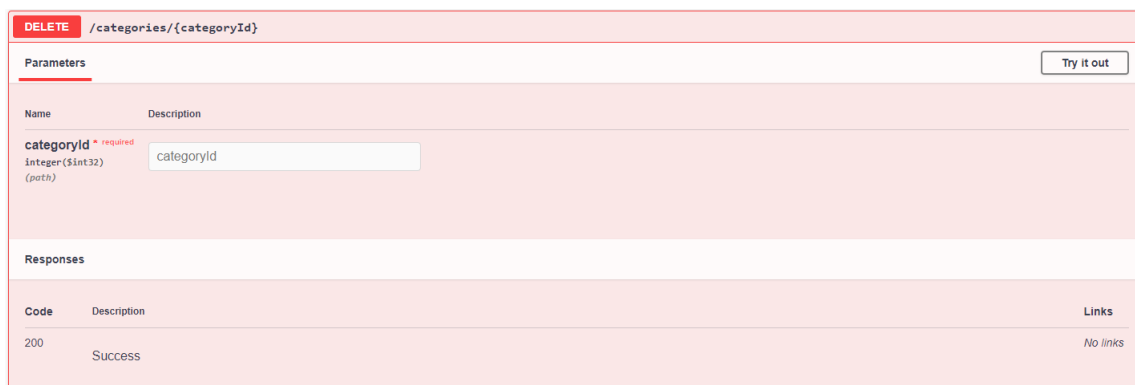 DELETE /categories/{categoryId}
Parameters Try it out
Name Description
categoryId * required
integer($int32)
(path)
categoryId
Responses
Code Description Links
200 Success No links